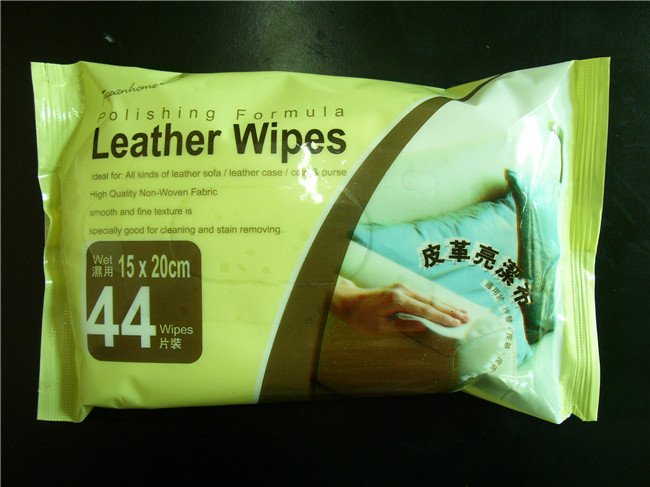 Japanhome
Polishing Formula
Leather Wipes
Ideal for: All kinds of leather sofa / leather case / coat & purse
High Quality Non-Woven Fabric
smooth and fine texture is
specially good for cleaning and stain removing.
Wet
濕用 15 x 20cm
44 Wipes
片裝
皮革亮潔布